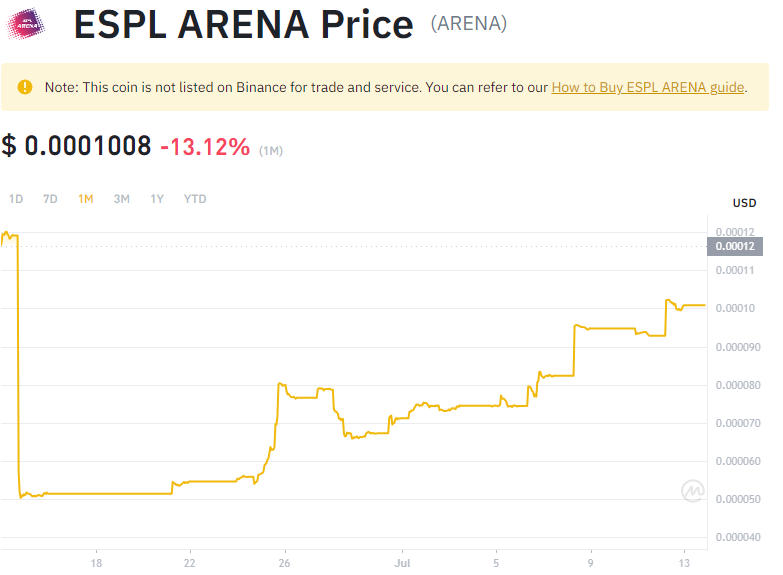 ESPL ARENA
ESPL ARENA Price (ARENA)
Note: This coin is not listed on Binance for trade and service. You can refer to our How to Buy ESPL ARENA guide.
$ 0.0001008 -13.12% (1M)
1D 7D 1M 3M 1Y YTD
USD
0.00012
0.00012
0.00011
0.00010
0.000090
0.000080
0.000070
0.000060
0.000050
0.000040
18 22 26 Jul 5 9 13